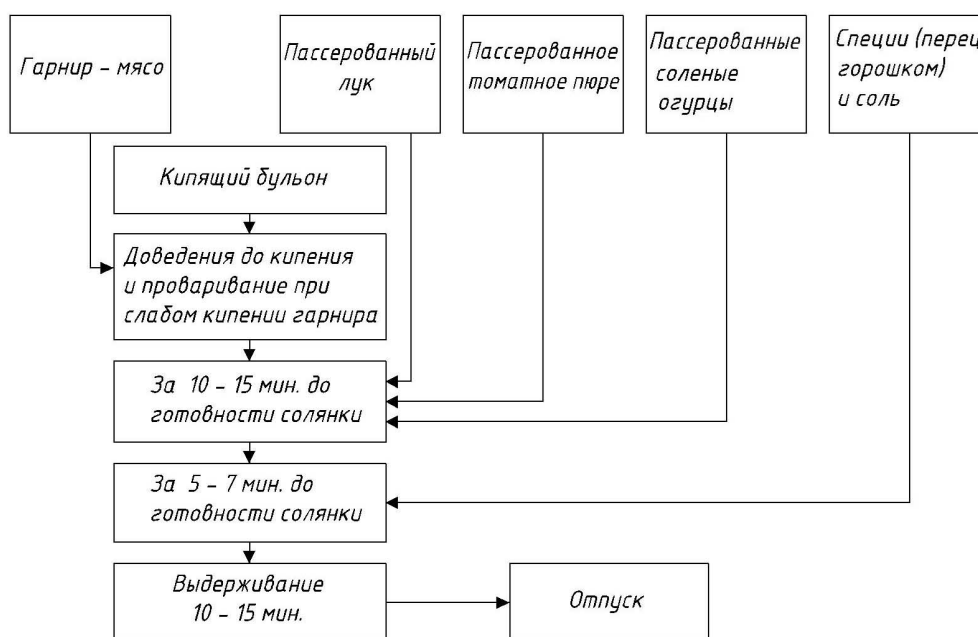 Гарнир – мясо
Пассерованный
лук
Пассерованное
томатное пюре
Пассерованные
соленые
огурцы
Специи (перец
горошком)
и соль
Кипящий бульон
Доведения до кипения
и проваривание при
слабом кипении гарнира
За 10 – 15 мин. до
готовности солянки
За 5 – 7 мин. до
готовности солянки
Выдерживание
10 – 15 мин.
Отпуск